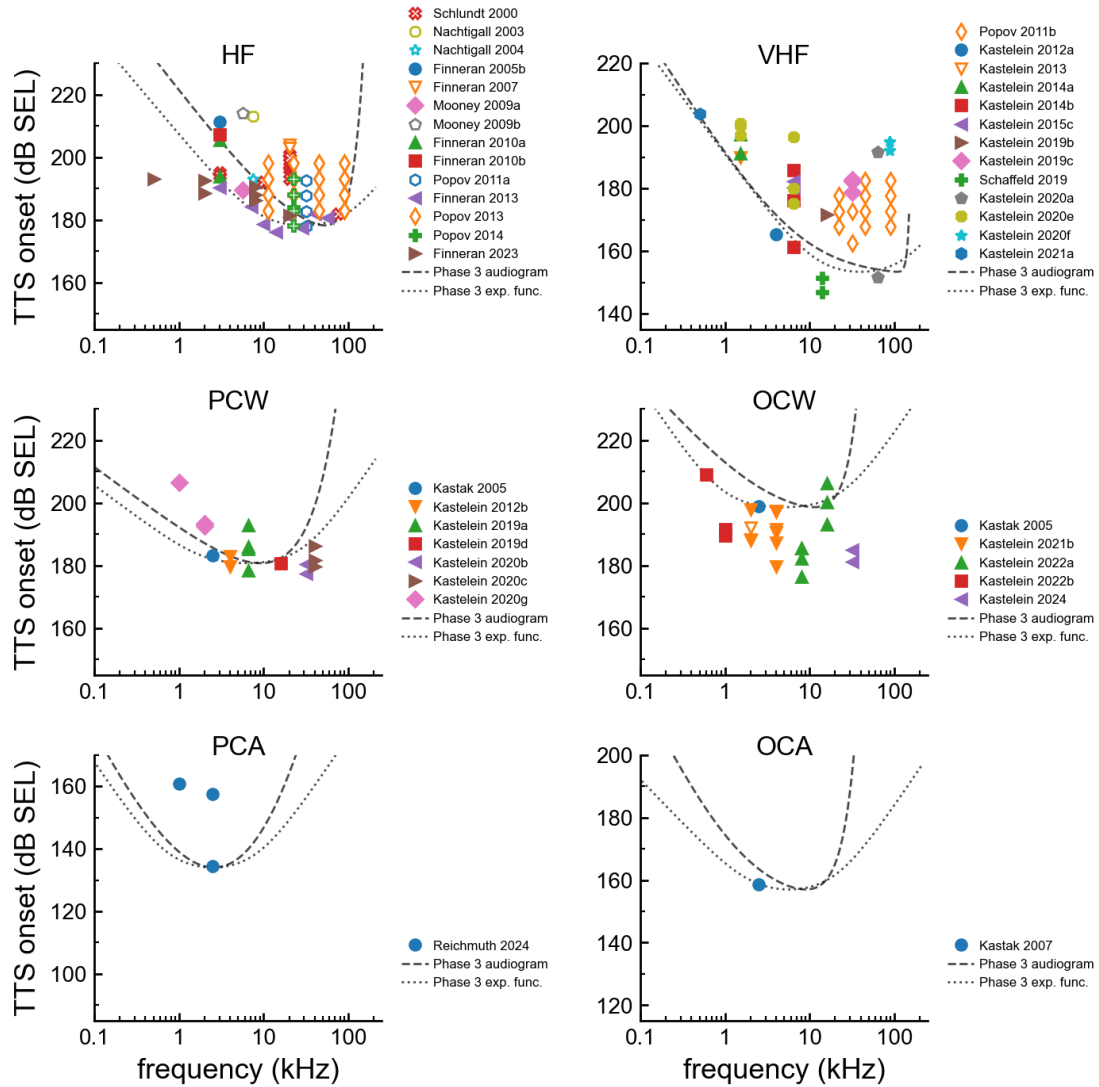 HF
TTS onset (dB SEL)
220
200
180
160
0.1 1 10 100
Schlundt 2000
Nachtigall 2003
Nachtigall 2004
Finneran 2005b
Finneran 2007
Mooney 2009a
Mooney 2009b
Finneran 2010a
Finneran 2010b
Popov 2011a
Finneran 2013
Popov 2013
Popov 2014
Finneran 2023
Phase 3 audiogram
Phase 3 exp. func.
VHF
220
200
180
160
140
0.1 1 10 100
Popov 2011b
Kastelein 2012a
Kastelein 2013
Kastelein 2014a
Kastelein 2014b
Kastelein 2015c
Kastelein 2019b
Kastelein 2019c
Schaffeld 2019
Kastelein 2020a
Kastelein 2020e
Kastelein 2020f
Kastelein 2021a
Phase 3 audiogram
Phase 3 exp. func.
PCW
TTS onset (dB SEL)
220
200
180
160
0.1 1 10 100
Kastak 2005
Kastelein 2012b
Kastelein 2019a
Kastelein 2019d
Kastelein 2020b
Kastelein 2020c
Kastelein 2020g
Phase 3 audiogram
Phase 3 exp. func.
OCW
220
200
180
160
0.1 1 10 100
Kastak 2005
Kastelein 2021b
Kastelein 2022a
Kastelein 2022b
Kastelein 2024
Phase 3 audiogram
Phase 3 exp. func.
PCA
TTS onset (dB SEL)
160
140
120
100
0.1 1 10 100
frequency (kHz)
Reichmuth 2024
Phase 3 audiogram
Phase 3 exp. func.
OCA
200
180
160
140
120
0.1 1 10 100
frequency (kHz)
Kastak 2007
Phase 3 audiogram
Phase 3 exp. func.